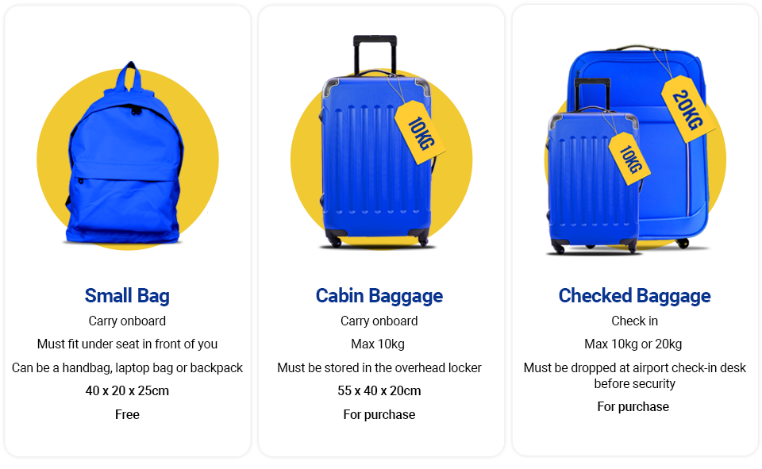 10KG
20KG
10KG
Small Bag
Carry onboard
Must fit under seat in front of you
Can be a handbag, laptop bag or backpack
40 x 20 x 25cm
Free
Cabin Baggage
Carry onboard
Max 10kg
Must be stored in the overhead locker
55 x 40 x 20cm
For purchase
Checked Baggage
Check in
Max 10kg or 20kg
Must be dropped at airport check-in desk
before security
For purchase